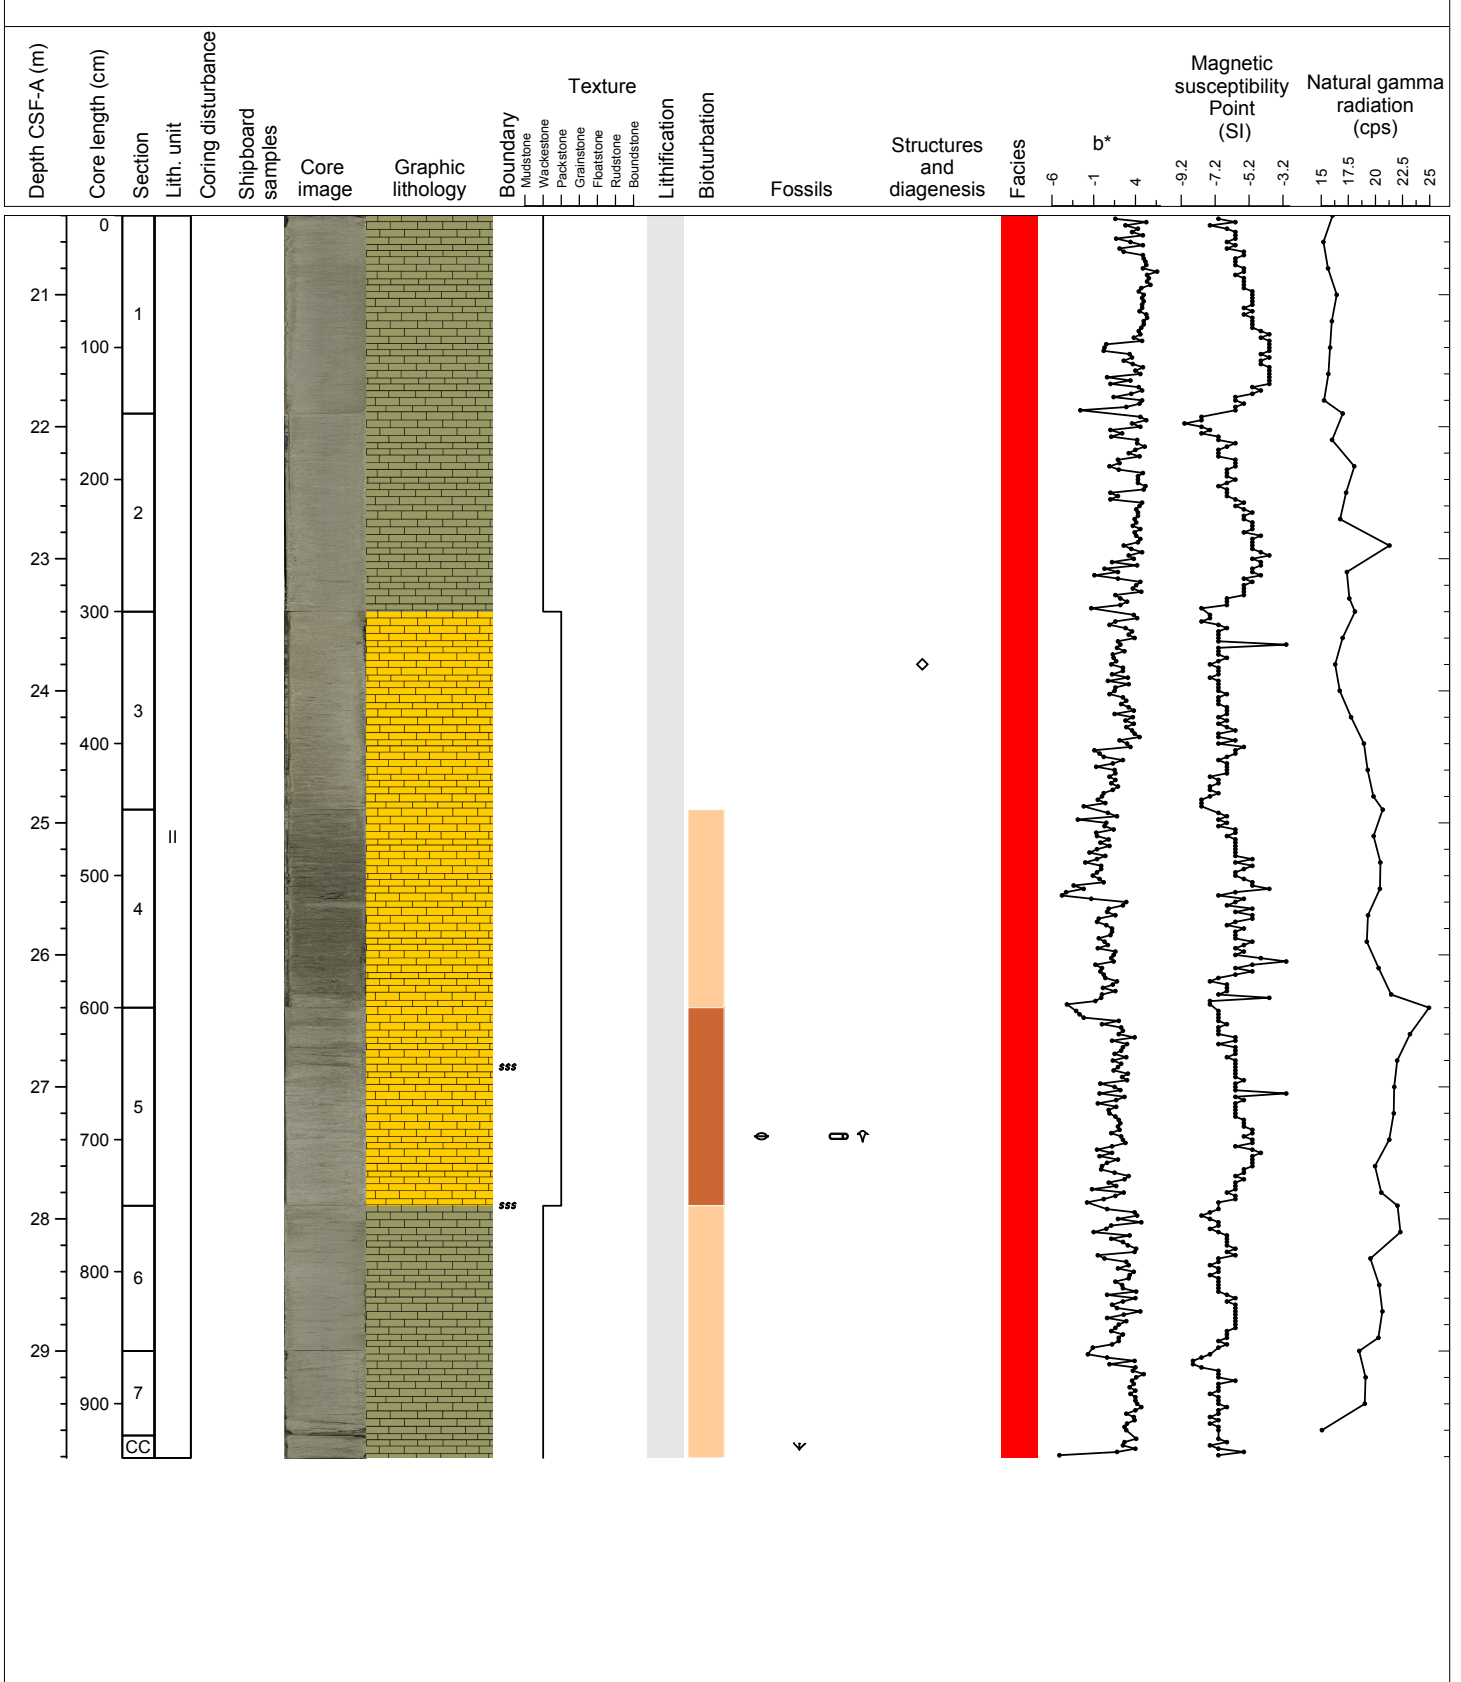 Depth CSF-A (m)
Core length (cm)
Section
Lith. unit
Coring disturbance
Shipboard
samples
Core
image
Graphic
lithology
Boundary
Texture
Mudstone
Wackestone
Packstone
Grainstone
Floatstone
Rudstone
Boundstone
Lithification
Bioturbation
Fossils
Structures
and
diagenesis
Facies
b*
-6
-1
4
Magnetic
susceptibility
Point
(SI)
-9.2
-7.2
-5.2
-3.2
Natural gamma
radiation
(cps)
15
17.5
20
22.5
25
0
21
1
100
22
200
2
23
300
24
3
400
25
II
500
4
26
600
27
5
700
sss
sss
28
800
6
29
7
900
CC